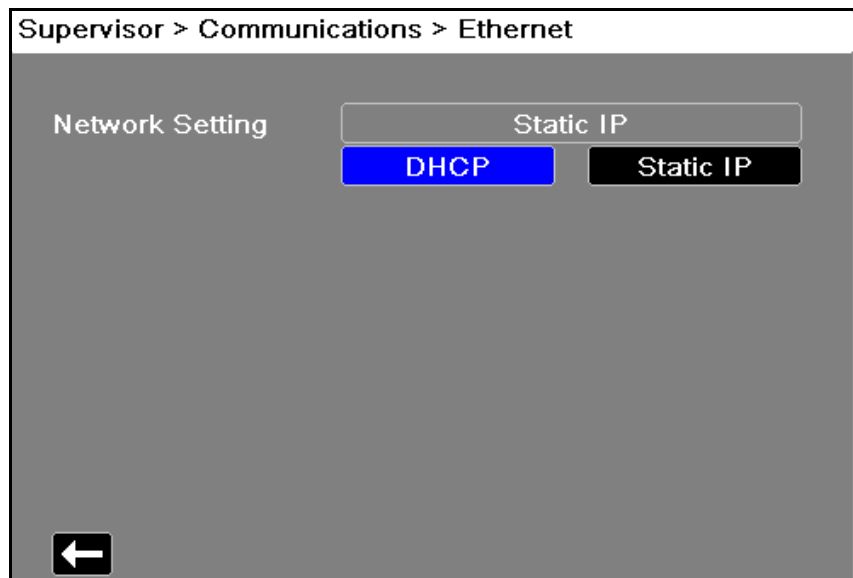 Supervisor > Communications > Ethernet
Network Setting Static IP
DHCP Static IP